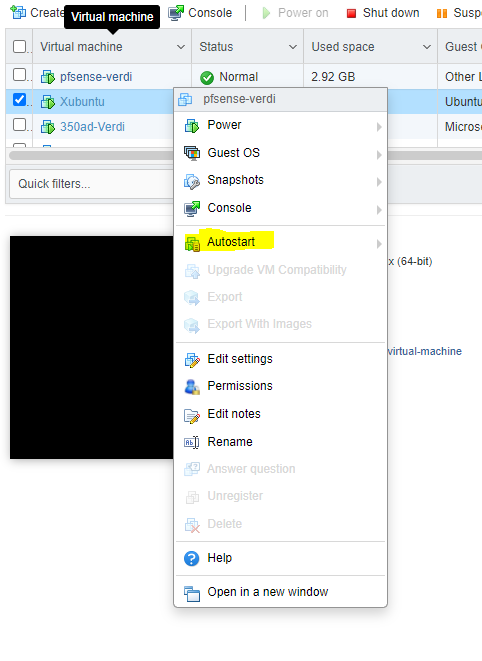 Create
Virtual machine
Console
Power on
Shut down
Susp
Virtual machine
Status
Used space
Guest
pfsense-verdi
Normal
2.92 GB
Other L
Xubuntu
Ubuntu
350ad-Verdi
Micros
Quick filters...
pfsense-verdi
Power
Guest OS
Snapshots
Console
Autostart
Upgrade VM Compatibility
Export
Export With Images
Edit settings
Permissions
Edit notes
Rename
Answer question
Unregister
Delete
Help
Open in a new window
x (64-bit)
virtual-machine